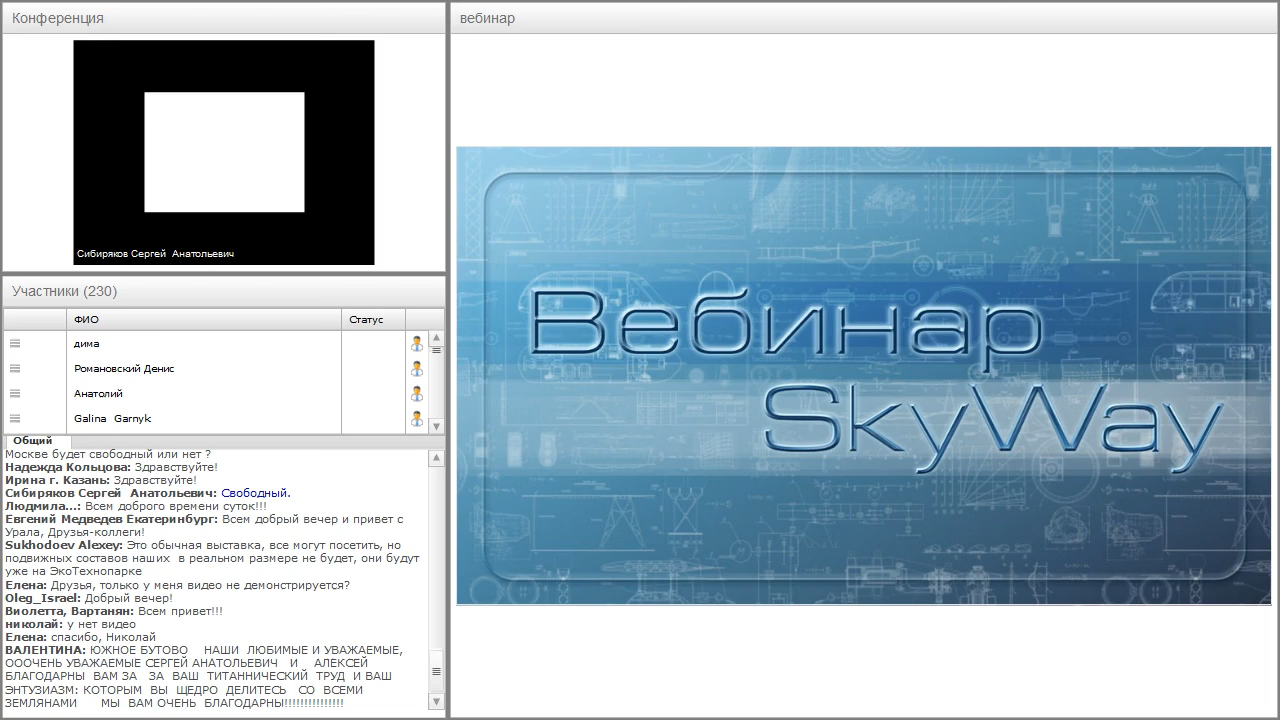 Конференция
Сибиряков Сергей  Анатольевич
Участники (230)
ФИО
Статус
дима
Романовский Денис
Анатолий
Galina  Garnyk
Общий
Москве будет свободный или нет ?
Надежда Кольцова: Здравствуйте!
Ирина г. Казань: Здравствуйте!
Сибиряков Сергей  Анатольевич: Свободный.
Людмила...: Всем доброго времени суток!!!
Евгений Медведев Екатеринбург: Всем добрый вечер и привет с
Урала, Друзья-коллеги!
Sukhodoev Alexey: Это обычная выставка, все могут посетить, но
подвижных составов наших  в реальном размере не будет, они будут
уже на ЭкоТехнопарке
Елена: Друзья, только у меня видео не демонстрируется?
Oleg_Israel: Добрый вечер!
Виолетта, Вартанян: Всем привет!!!
николай: у нет видео
Елена: спасибо, Николай
ВАЛЕНТИНА: ЮЖНОЕ БУТОВО    НАШИ  ЛЮБИМЫЕ И УВАЖАЕМЫЕ,
ОООЧЕНЬ УВАЖАЕМЫЕ СЕРГЕЙ АНАТОЛЬЕВИЧ   И    АЛЕКСЕЙ
БЛАГОДАРНЫ  ВАМ ЗА   ЗА  ВАШ  ТИТАННИЧЕСКИЙ  ТРУД  И ВАШ
ЭНТУЗИАЗМ: КОТОРЫМ  ВЫ  ЩЕДРО  ДЕЛИТЕСЬ   СО  ВСЕМИ
ЗЕМЛЯНАМИ      МЫ  ВАМ ОЧЕНЬ  БЛАГОДАРНЫ!!!!!!!!!!!!!!!
вебинар
Вебинар
SkyWay